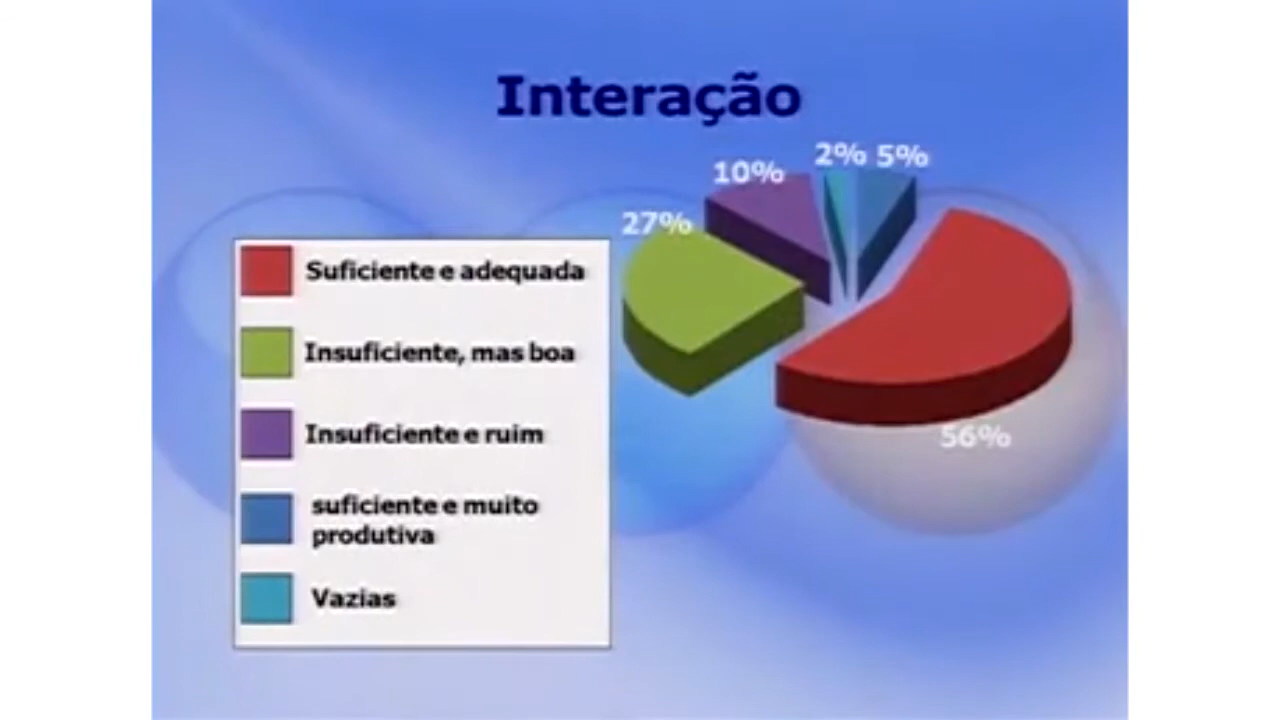 Interação
2% 5%
10%
27%
56%
Suficiente e adequada
Insuficiente, mas boa
Insuficiente e ruim
suficiente e muito
produtiva
Vazias